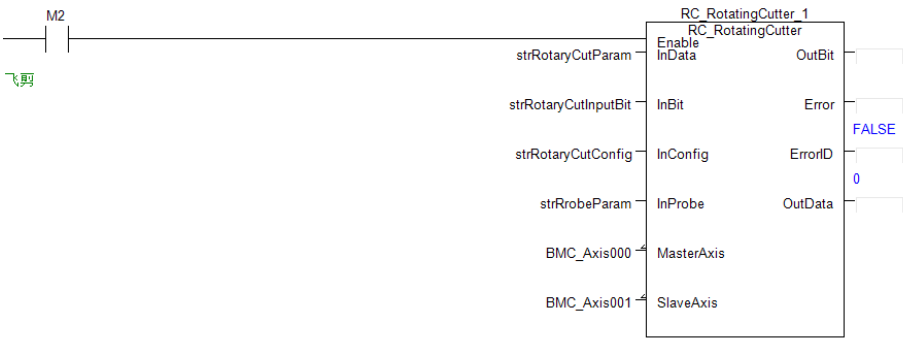 M2
飞剪
RC_RotatingCutter_1
RC_RotatingCutter
Enable
strRotaryCutParam InData OutBit
strRotaryCutInputBit InBit Error
FALSE
strRotaryCutConfig InConfig ErrorID
0
strRrobeParam InProbe OutData
BMC_Axis000 MasterAxis
BMC_Axis001 SlaveAxis